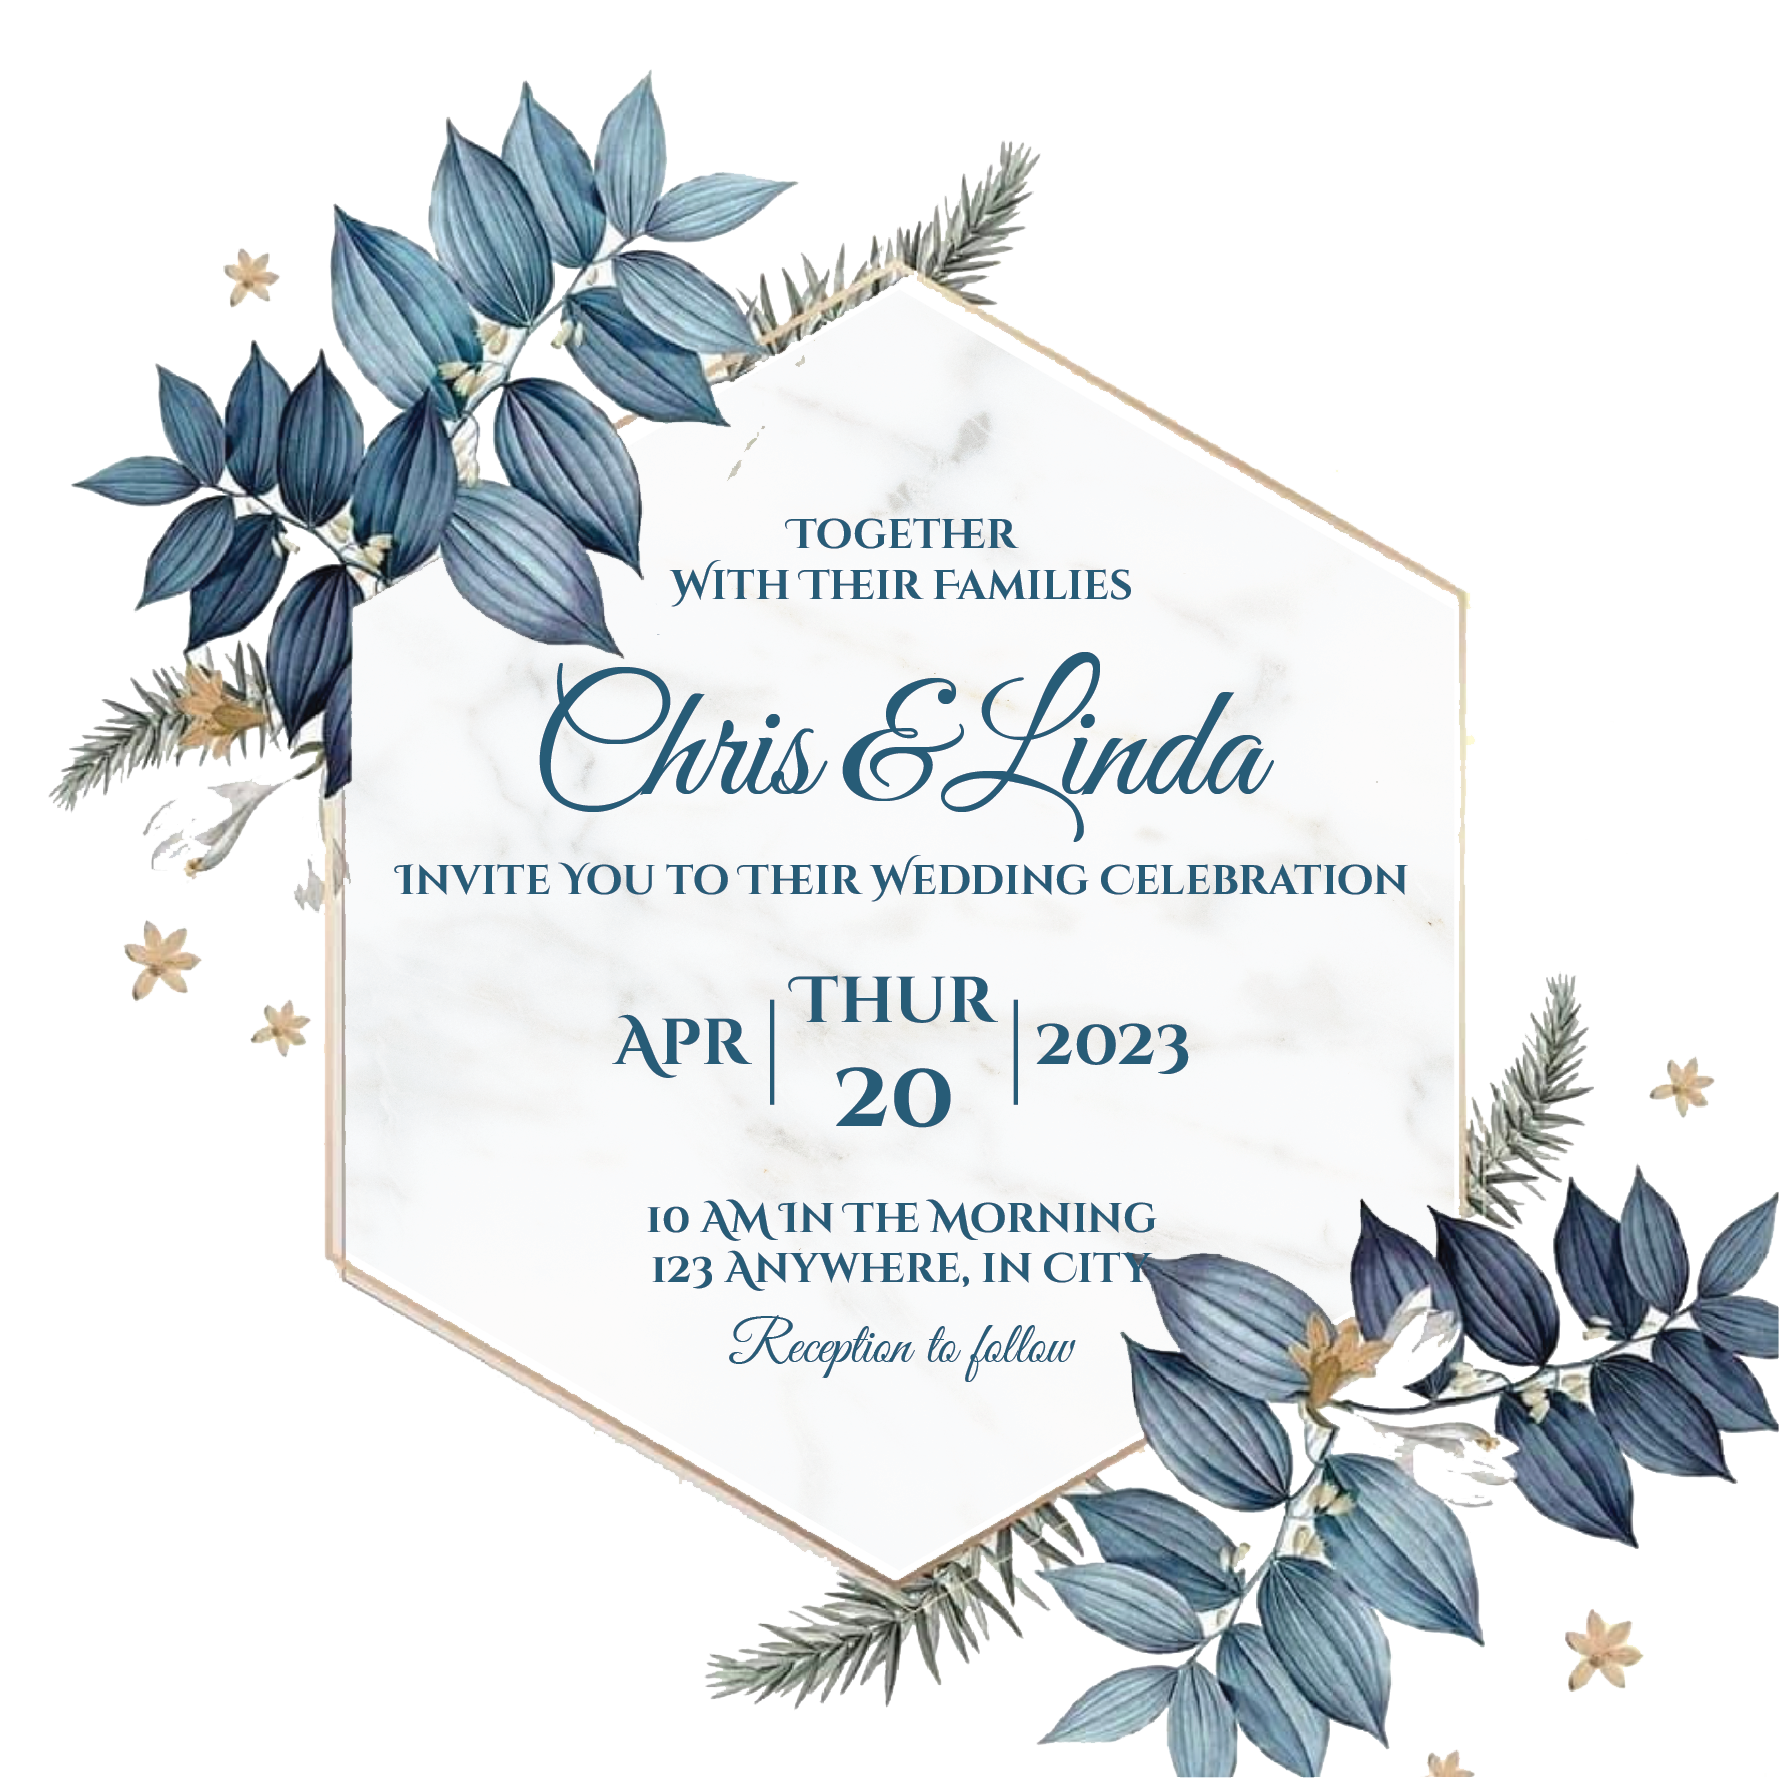 Together
With Their Families
Chris & Linda
Invite You to Their Wedding Celebration
Apr | Thur 20 | 2023
10 AM In The Morning
123 Anywhere, in City
Reception to follow